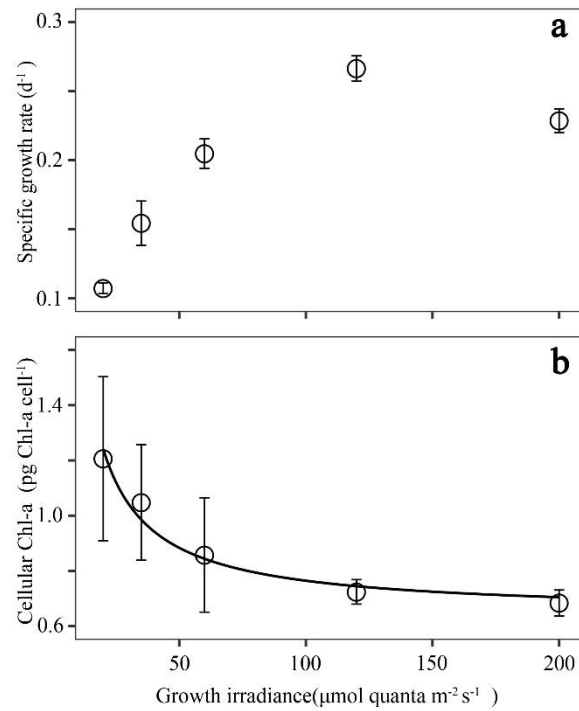 a
0.3
0.2
0.1
Specific growth rate (d⁻¹)
b
1.4
1.0
0.6
Cellular Chl-a (pg Chl-a cell⁻¹)
50 100 150 200
Growth irradiance(μmol quanta m⁻² s⁻¹ )